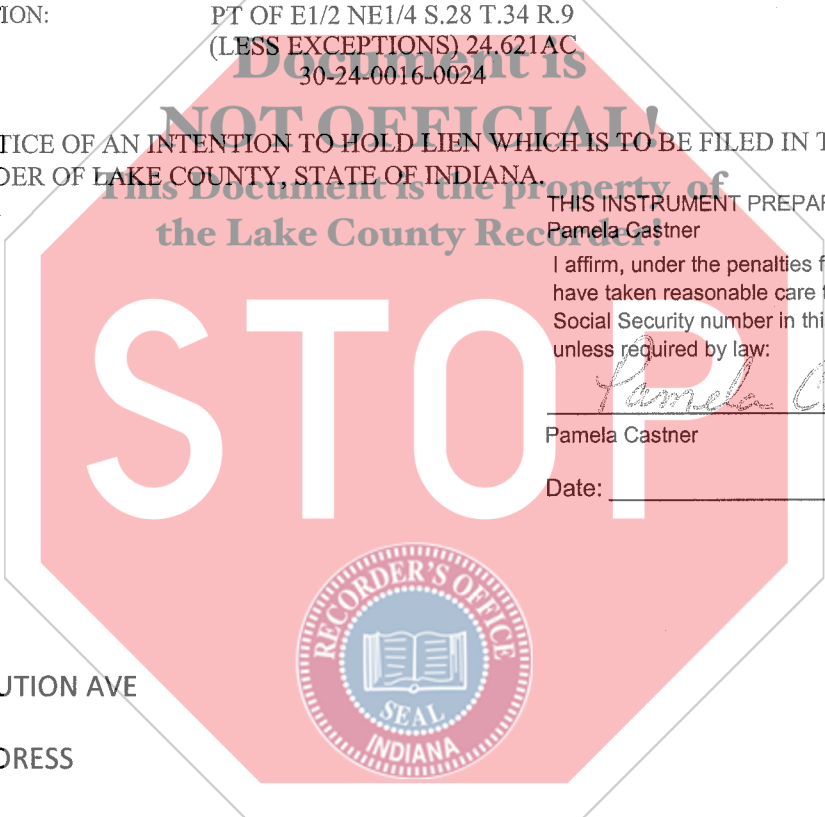 ION:
PT OF E1/2 NE1/4 S.28 T.34 R.9
(LESS EXCEPTIONS) 24.621AC
30-24-0016-0024
Document is
NOT OFFICIAL!
TICE OF AN INTENTION TO HOLD LIEN WHICH IS TO BE FILED IN T
DER OF LAKE COUNTY, STATE OF INDIANA.
This Document is the property of
the Lake County Recorder!
THIS INSTRUMENT PREPAR
Pamela Castner
I affirm, under the penalties f
have taken reasonable care t
Social Security number in thi
unless required by law:
Pamela C
Pamela Castner
Date:
STOP
RECORDER'S OFFICE
SEAL
INDIANA
UTION AVE
DRESS